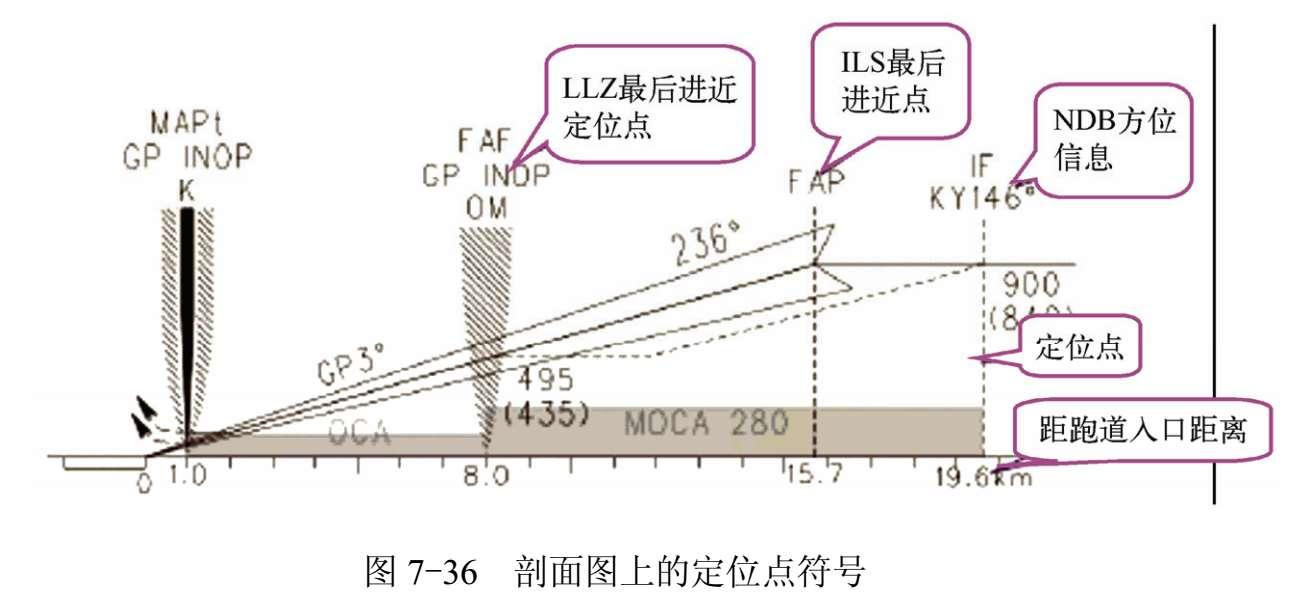 LLZ最后进近
定位点
ILS最后
进近点
NDB方位
信息
MAPt
GP INOP
K
FAF
GP INOP
OM
FAP
IF
KY146°
236°
GP3°
900
定位点
495
(435)
OCA
MOCA 280
距跑道入口距离
0
1.0
8.0
15.7
19.6km
图 7-36 剖面图上的定位点符号